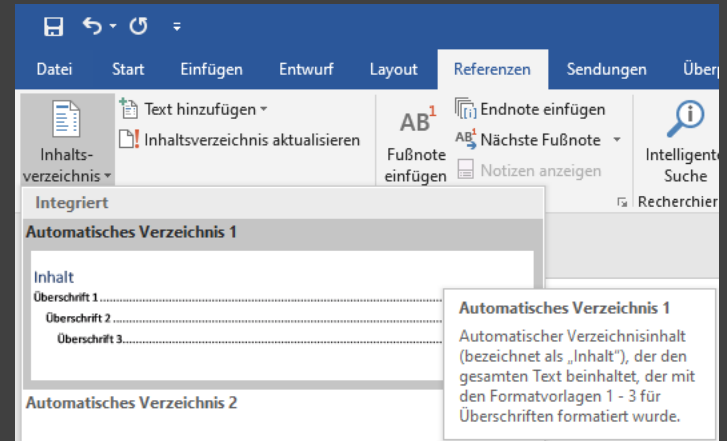 Datei Start Einfügen Entwurf Layout Referenzen Sendungen
Inhalts-
verzeichnis
Text hinzufügen
Inhaltsverzeichnis aktualisieren
AB1
Fußnote
einfügen
[i] Endnote einfügen
AB1 Nächste Fußnote
Notizen anzeigen
Suche
Integriert
Automatisches Verzeichnis 1
Inhalt
Überschrift 1
Überschrift 2
Überschrift 3
Automatisches Verzeichnis 1
Automatischer Verzeichnisinhalt
(bezeichnet als „Inhalt“), der den
gesamten Text beinhaltet, der mit
den Formatvorlagen 1 - 3 für
Überschriften formatiert wurde.
Automatisches Verzeichnis 2